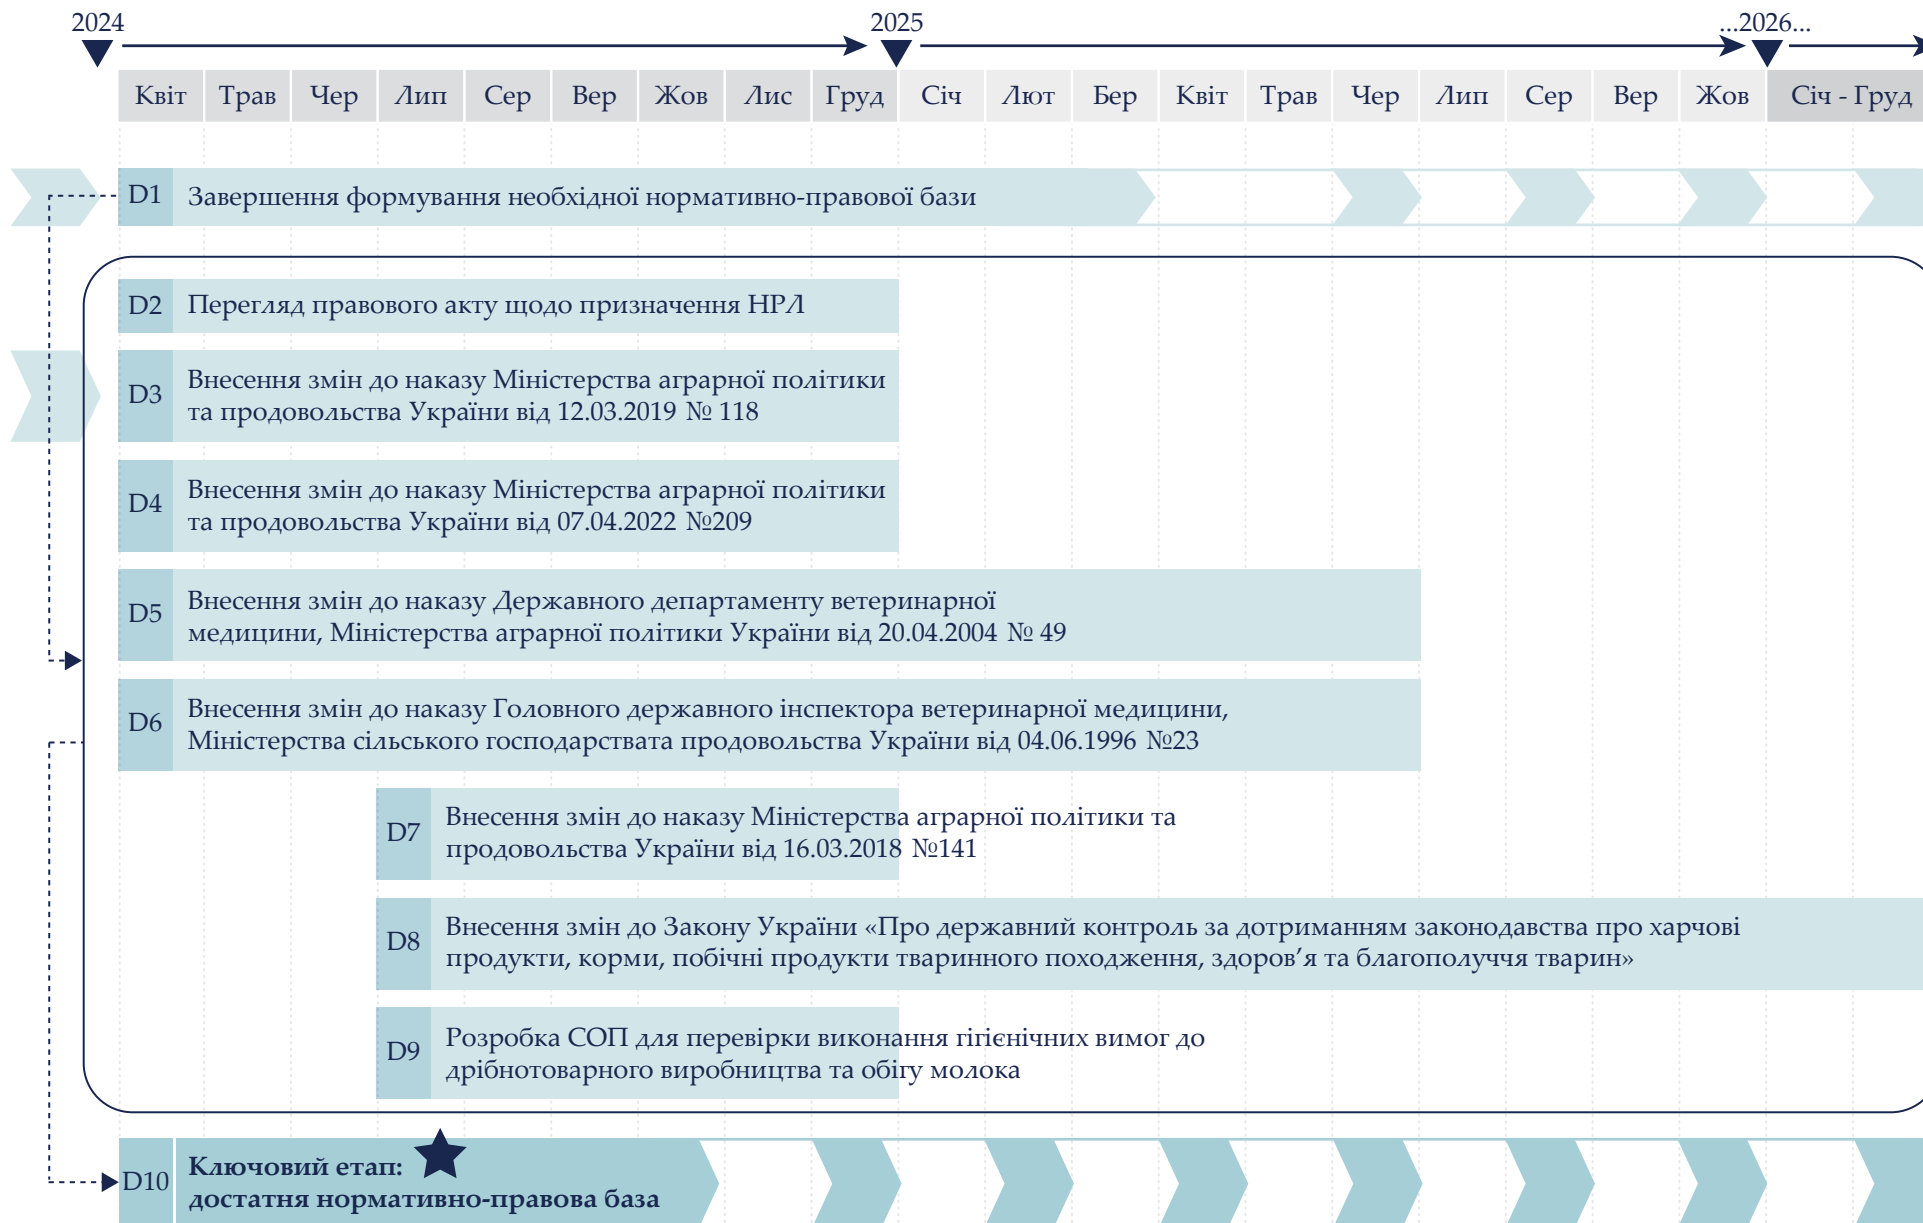 2024
2025
...2026...
Квіт Трав Чер Лип Сер Вер Жов Лис Груд Січ Лют Бер Квіт Трав Чер Лип Сер Вер Жов Січ - Груд
D1 Завершення формування необхідної нормативно-правової бази
D2 Перегляд правового акту щодо призначення НРЛ
D3 Внесення змін до наказу Міністерства аграрної політики
та продовольства України від 12.03.2019 № 118
D4 Внесення змін до наказу Міністерства аграрної політики
та продовольства України від 07.04.2022 №209
D5 Внесення змін до наказу Державного департаменту ветеринарної
медицини, Міністерства аграрної політики України від 20.04.2004 № 49
D6 Внесення змін до наказу Головного державного інспектора ветеринарної медицини,
Міністерства сільського господарствата продовольства України від 04.06.1996 №23
D7 Внесення змін до наказу Міністерства аграрної політики та
продовольства України від 16.03.2018 №141
D8 Внесення змін до Закону України «Про державний контроль за дотриманням законодавства про харчові
продукти, корми, побічні продукти тваринного походження, здоров’я та благополуччя тварин»
D9 Розробка СОП для перевірки виконання гігієнічних вимог до
дрібнотоварного виробництва та обігу молока
D10 Ключовий етап:
достатня нормативно-правова база